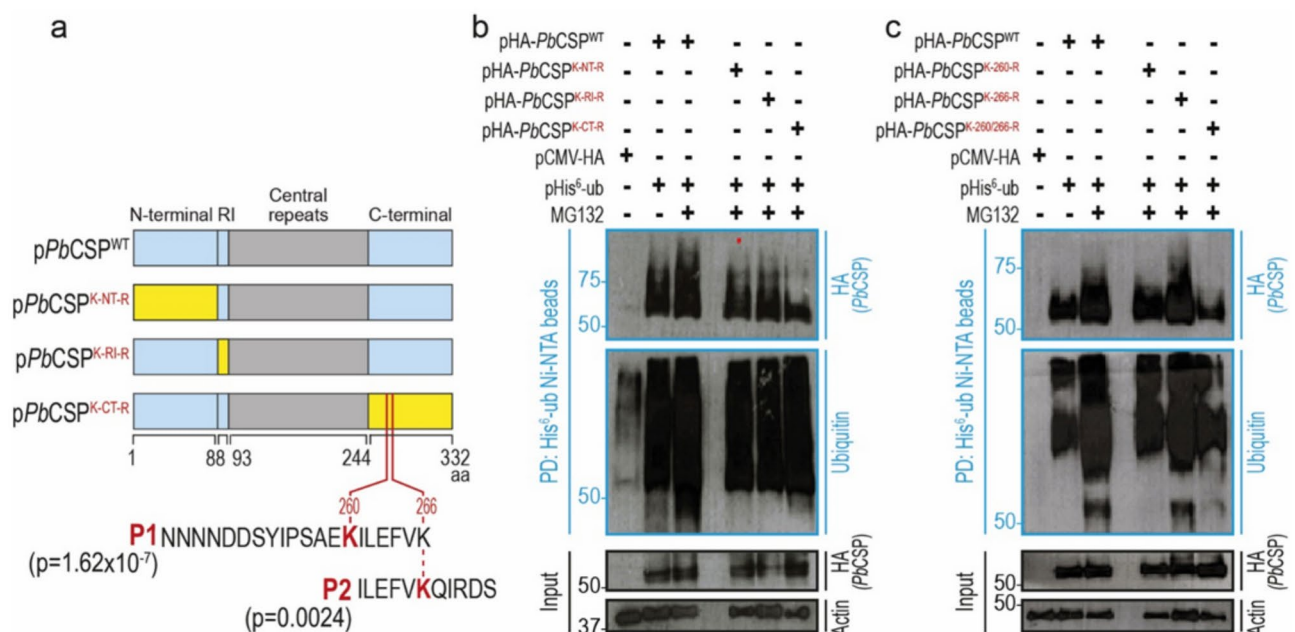 a
N-terminal RI Central repeats C-terminal
pPbCSPWT
pPbCSPK-NT-R
pPbCSPK-RI-R
pPbCSPK-CT-R
1 88 93 244 332
aa
260 266
P1 NNNNDDSYIPSAEKILEFVK
(p=1.62x10-7)
P2 ILEFVKQIRDS
(p=0.0024)
b
pHA-PbCSPWT - + + - - -
pHA-PbCSPK-NT-R - - - + - -
pHA-PbCSPK-RI-R - - - - + -
pHA-PbCSPK-CT-R - - - - - +
pCMV-HA + - - - - -
pHis6-ub - + + + + +
MG132 - - + + + +
PD: His6-ub Ni-NTA beads
75
50
HA
(PbCSP)
50
Ubiquitin
Input
50
HA
(PbCSP)
37
Actin
c
pHA-PbCSPWT - + + - - -
pHA-PbCSPK-260-R - - - + - -
pHA-PbCSPK-266-R - - - - + -
pHA-PbCSPK-260/266-R - - - - - +
pCMV-HA + - - - - -
pHis6-ub - + + + + +
MG132 - - + + + +
PD: His6-ub Ni-NTA beads
75
50
HA
(PbCSP)
50
Ubiquitin
Input
50
HA
(PbCSP)
50
Actin